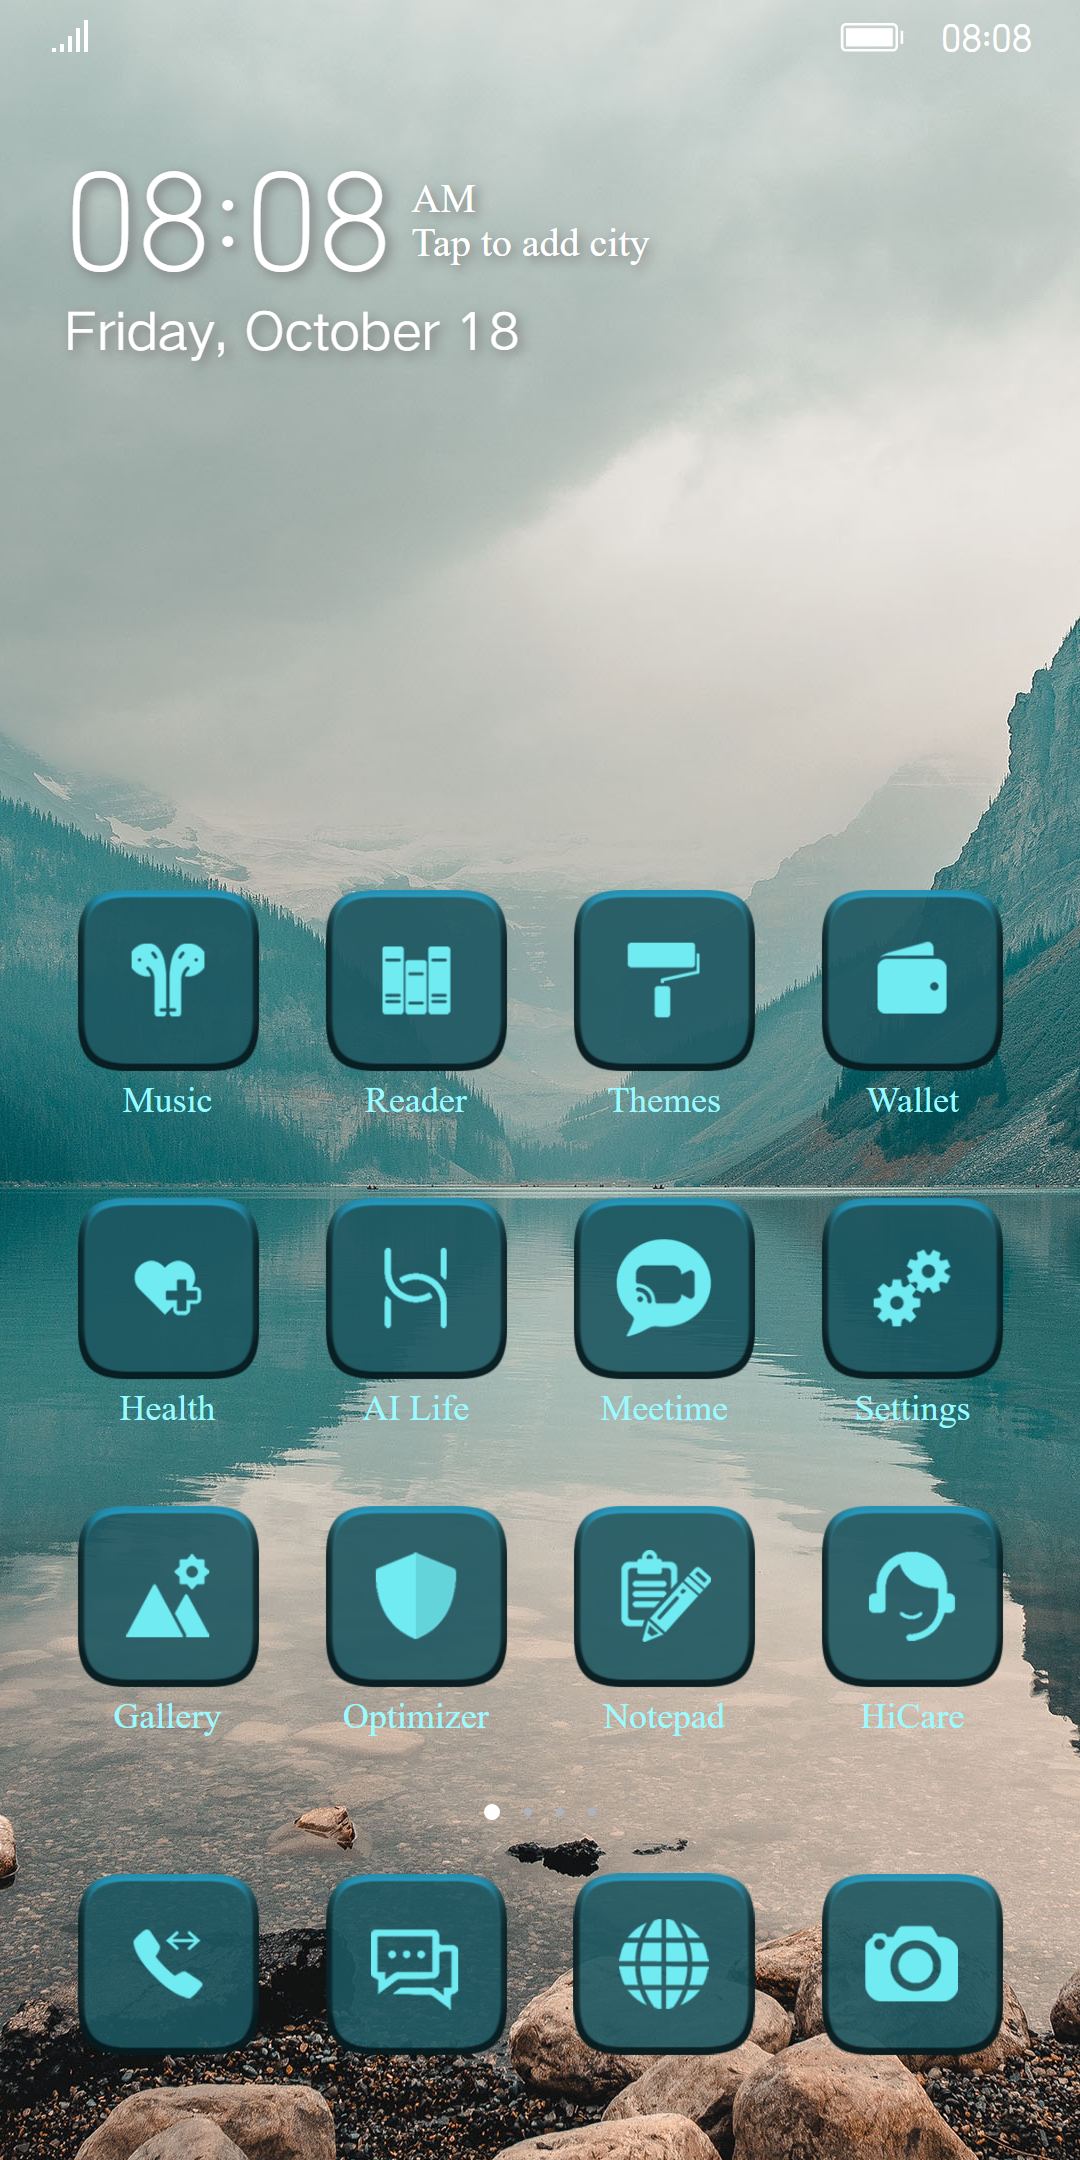 08:08
08:08 AM
Tap to add city
Friday, October 18
Music
Reader
Themes
Wallet
Health
AI Life
Meetime
Settings
Gallery
Optimizer
Notepad
HiCare